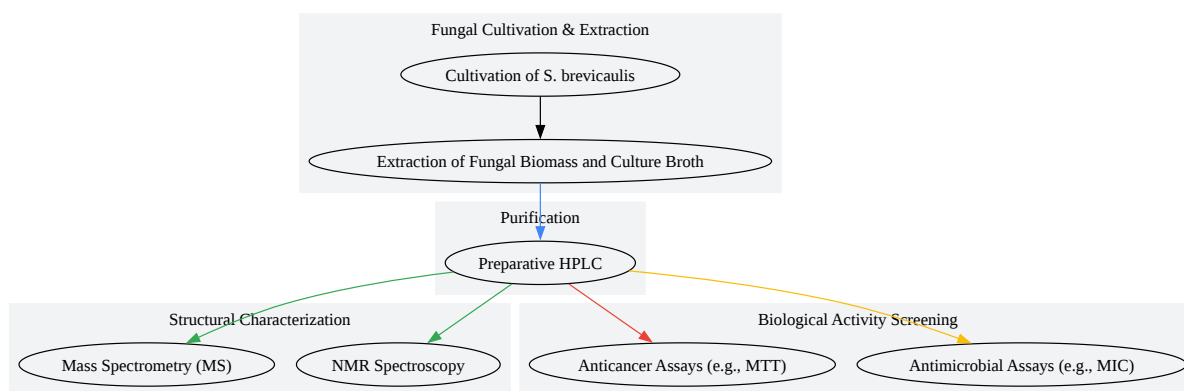 Fungal Cultivation & Extraction
Cultivation of S. brevicaulis
Extraction of Fungal Biomass and Culture Broth
Purification
Preparative HPLC
Structural Characterization
Biological Activity Screening
Mass Spectrometry (MS)
NMR Spectroscopy
Anticancer Assays (e.g., MTT)
Antimicrobial Assays (e.g., MIC)